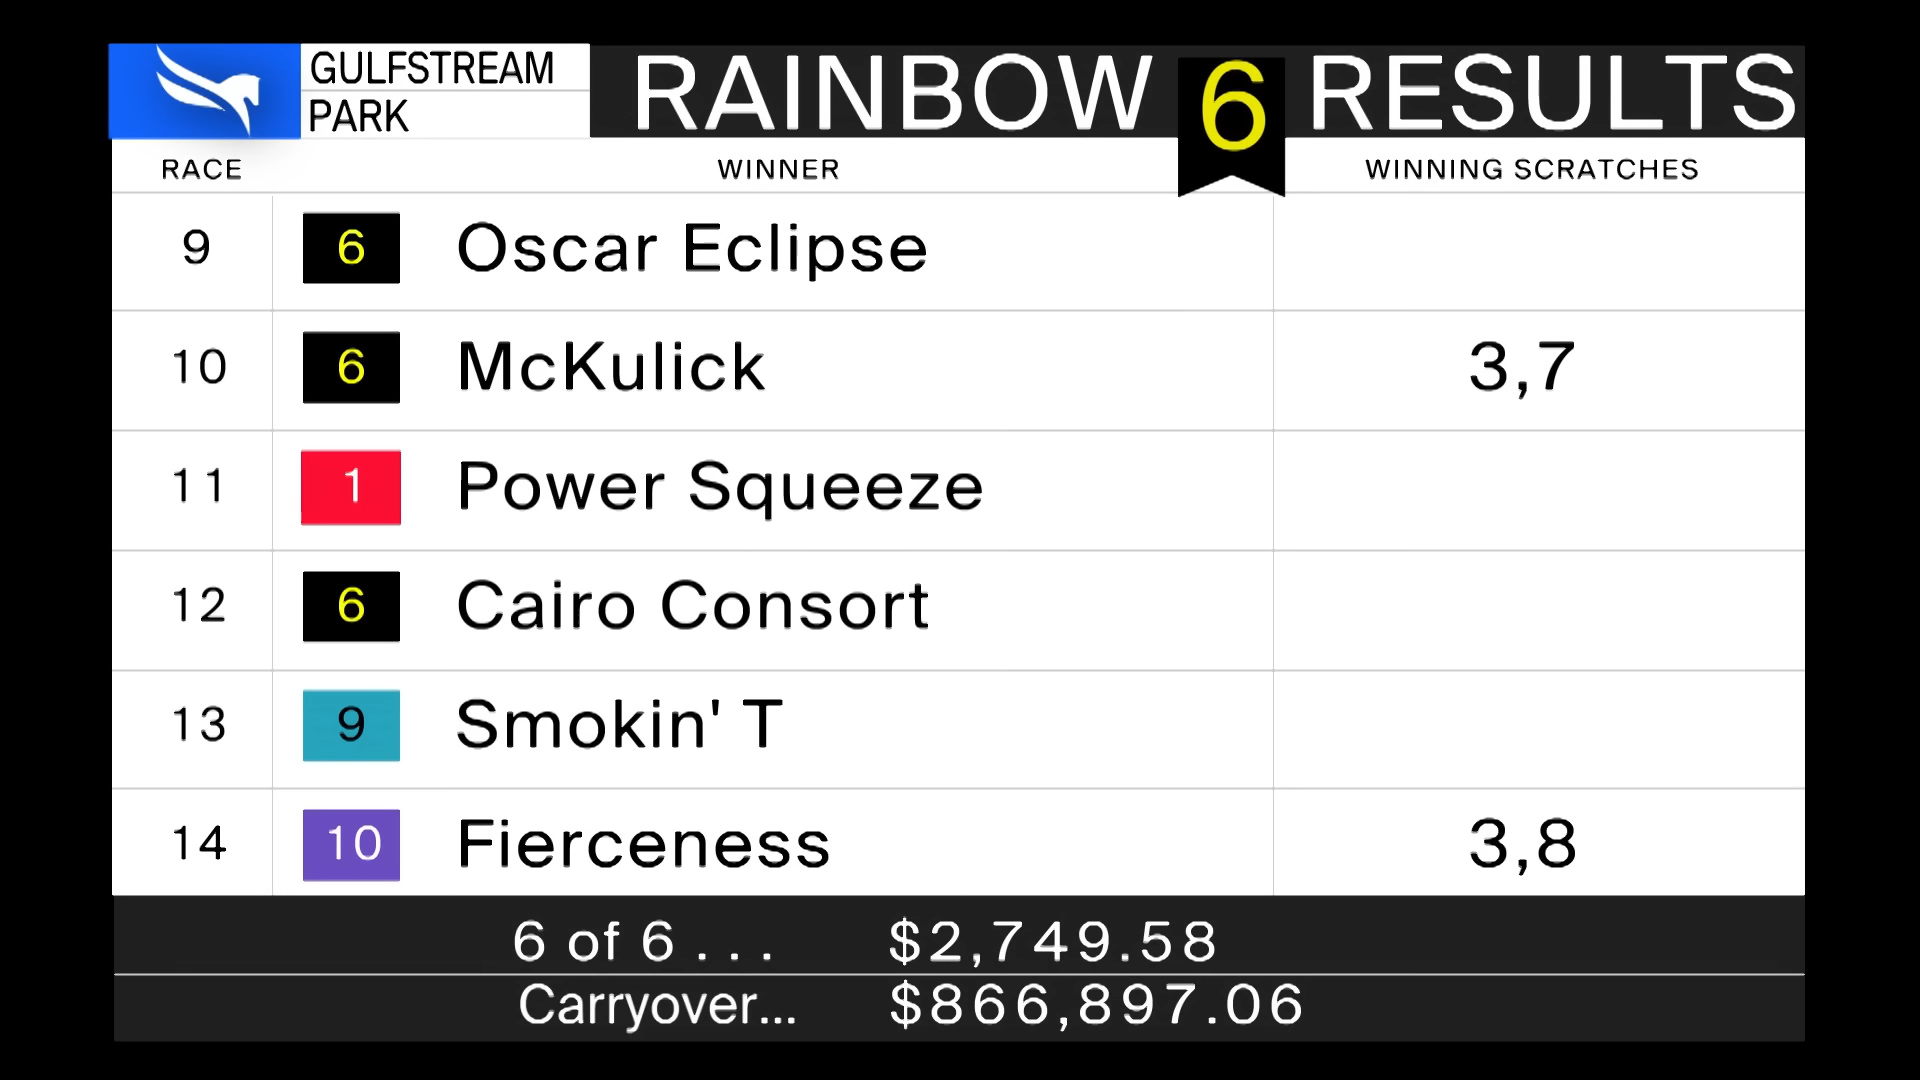 GULFSTREAM
PARK
RAINBOW 6 RESULTS
RACE WINNER WINNING SCRATCHES
9 6 Oscar Eclipse
10 6 McKulick 3,7
11 1 Power Squeeze
12 6 Cairo Consort
13 9 Smokin' T
14 10 Fierceness 3,8
6 of 6 . . . $2,749.58
Carryover... $866,897.06